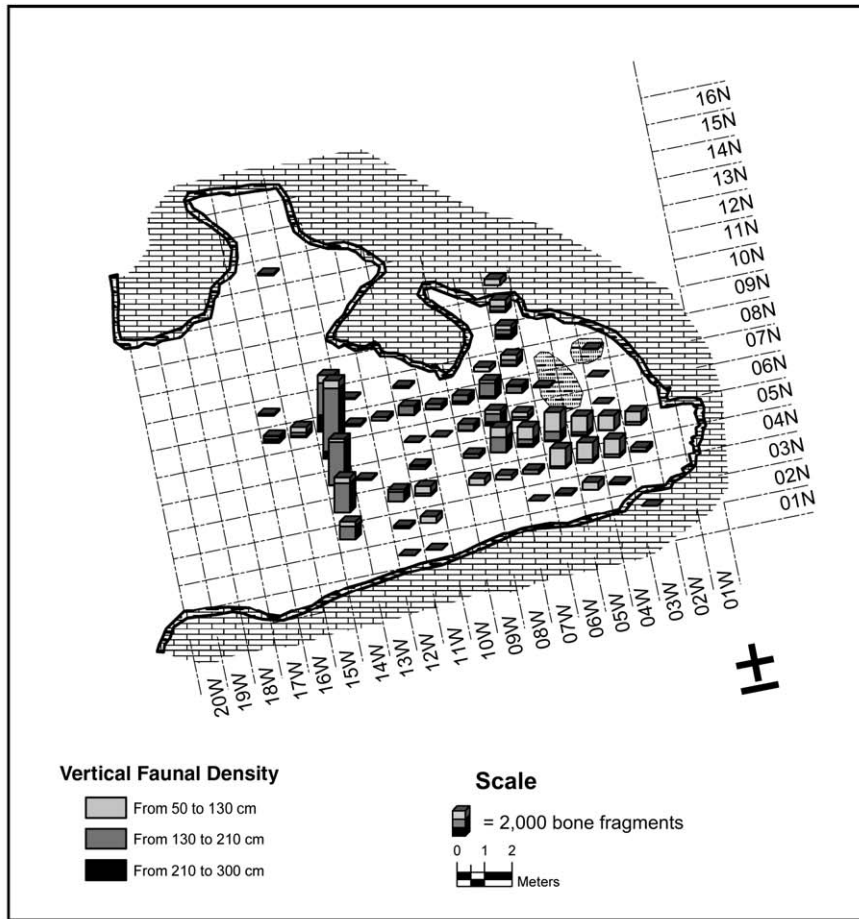 16N
15N
14N
13N
12N
11N
10N
09N
08N
07N
06N
05N
04N
03N
02N
01N
20W
19W
18W
17W
16W
15W
14W
13W
12W
11W
10W
09W
08W
07W
06W
05W
04W
03W
02W
01W
Vertical Faunal Density
From 50 to 130 cm
From 130 to 210 cm
From 210 to 300 cm
Scale
= 2,000 bone fragments
0 1 2
Meters